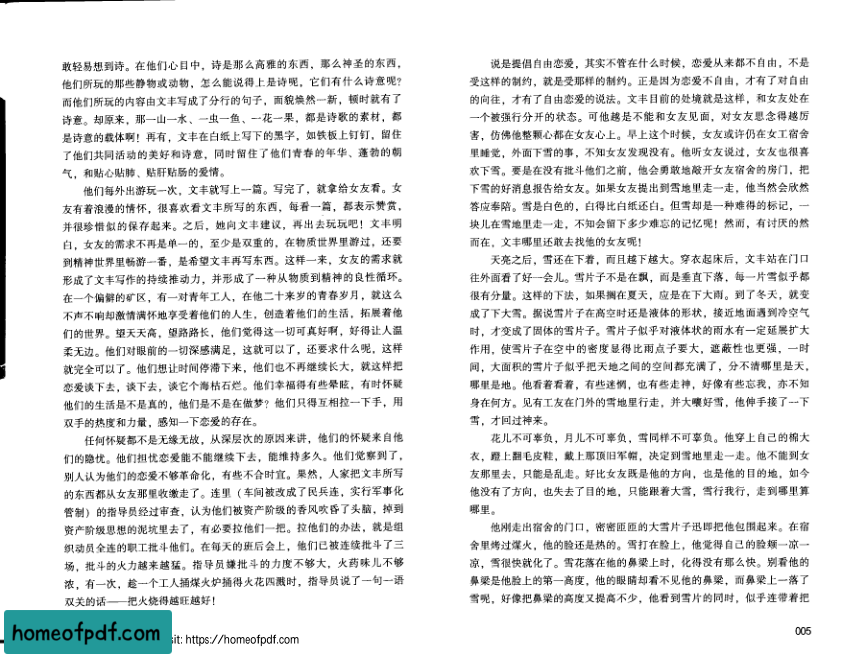 敢轻易想到诗。在他们心目中，诗是那么高雅的东西，那么神圣的东西，
他们所玩的那些静物或动物，怎么能说得上是诗呢，它们有什么诗意呢？
而他们所玩的内容由文丰写成了分行的句子，面貌焕然一新，顿时就有了
诗意。却原来，那一山一水、一虫一鱼、一花一果，都是诗歌的素材，都
是诗意的载体啊！再有，文丰在白纸上写下的黑字，如铁板上钉钉，留住
了他们共同活动的美好和诗意，同时留住了他们青春的年华、蓬勃的朝
气，和贴心贴肺、贴肝贴肠的爱情。
他们每外出游玩一次，文丰就写上一篇。写完了，就拿给女友看。女
友有着浪漫的情怀，很喜欢看文丰所写的东西，每看一篇，都表示赞赏，
并很珍惜似的保存起来。之后，她向文丰建议，再出去玩玩吧！文丰明
白，女友的需求不再是单一的，至少是双重的，在物质世界里游过，还要
到精神世界里畅游一番，是希望文丰再写东西。这样一来，女友的需求就
形成了文丰写作的持续推动力，并形成了一种从物质到精神的良性循环。
在一个偏僻的矿区，有一对青年工人，在他二十来岁的青春岁月，就这么
不声不响却激情满怀地享受着他们的人生，创造着他们的生活，拓展着他
们的世界。望天天高，望路路长，他们觉得这一切可真好啊，好得让人温
柔无边。他们对眼前的一切深感满足，这就可以了，还要求什么呢，这样
就完全可以了。他们想让时间停滞下来，他们也不再继续长大，就这样把
恋爱谈下去，谈下去，谈它个海枯石烂。他们幸福得有些晕眩，有时怀疑
他们的生活是不是真的，他们是不是在做梦？他们只得互相拉一下手，用
双手的热度和力量，感知一下恋爱的存在。
任何怀疑都不是无缘无故，从深层次的原因来讲，他们的怀疑来自他
们的隐忧。他们担忧恋爱能不能继续下去，能维持多久。他们觉察到了，
别人认为他们的恋爱不够革命化，有些不合时宜。果然，人家把文丰所写
的东西都从女友那里收缴走了。连里（车间被改成了民兵连，实行军事化
管制）的指导员经过审查，认为他们被资产阶级的香风吹昏了头脑，掉到
资产阶级思想的泥坑里去了，有必要拉他们一把。拉他们的办法，就是组
织动员全连的职工批斗他们。在每天的班后会上，他们已被连续批斗了三
场，批斗的火力越来越猛。指导员嫌批斗的力度不够大，火药味儿不够
浓，有一次，趁一个工人捅煤火炉捅得火花四溅时，指导员说了一句一语
双关的话——把火烧得越旺越好！
说是提倡自由恋爱，其实不管在什么时候，恋爱从来都不自由，不是
受这样的制约，就是受那样的制约。正是因为恋爱不自由，才有了对自由
的向往，才有了自由恋爱的说法。文丰目前的处境就是这样，和女友处在
一个被强行分开的状态。可他越是不能和女友见面，对女友思念得越厉
害，仿佛他整颗心都在女友心上。早上这个时候，女友或许仍在女工宿舍
里睡觉，外面下雪的事，不知女友发现没有。他听女友说过，女友也很喜
欢下雪。要是在没有批斗他们之前，他会勇敢地敲开女友宿舍的房门，把
下雪的好消息报告给女友。如果女友提出到雪地里走一走，他当然会欣然
答应奉陪。雪是白色的，白得比白纸还白。但雪却是一种难得的标记，一
块儿在雪地里走一走，不知会留下多少难忘的记忆呢！然而，有讨厌的然
而在，文丰哪里还敢去找他的女友呢！
天亮之后，雪还在下着，而且越下越大。穿衣起床后，文丰站在门口
往外面看了好一会儿。雪片子不是在飘，而是垂直下落，每一片雪似乎都
很有分量。这样的下法，如果搁在夏天，应是在下大雨。到了冬天，就变
成了下大雪。据说雪片子在高空时还是液体的形状，接近地面遇到冷空气
时，才变成了固体的雪片子。雪片子似乎对液体状的雨水有一定延展扩大
作用，使雪片子在空中的密度显得比雨点子要大，遮蔽性也更强，一时
间，大面积的雪片子似乎把天地之间的空间都充满了，分不清哪里是天，
哪里是地。他看着看着，有些迷惘，也有些走神，好像有些忘我，亦不知
身在何方。见有工友在门外的雪地里行走，并大嚷好雪，他伸手接了一下
雪，才回过神来。
花儿不可辜负，月儿不可辜负，雪同样不可辜负。他穿上自己的棉大
衣，蹬上翻毛皮鞋，戴上那顶旧军帽，决定到雪地里走一走。他不能到女
友那里去，只能是乱走。好比女友既是他的方向，也是他的目的地，如今
他没有了方向，也失去了目的地，只能跟着大雪，雪行我行，走到哪里算
哪里。
他刚走出宿舍的门口，密密匝匝的大雪片子迅即把他包围起来。在宿
舍里烤过煤火，他的脸还是热的。雪打在脸上，他觉得自己的脸颊一凉一
凉，雪很快就化了。雪花落在他的鼻梁上时，化得没有那么快。别看他的
鼻梁是他脸上的第一高度，他的眼睛却看不见他的鼻梁，而鼻梁上一落了
雪呢，好像把鼻梁的高度又提高不少，他看到雪片的同时，似乎连带着把
005
homeofpdf.com
sit: https://homeofpdf.com